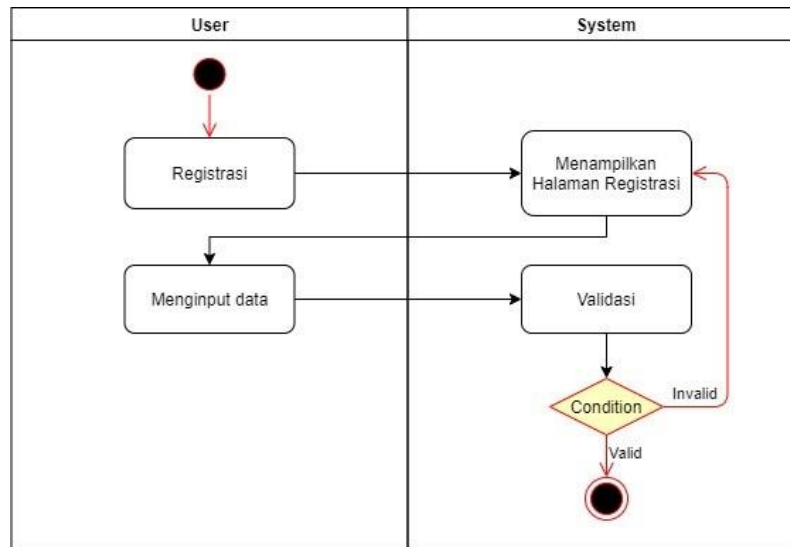 User
System
Registrasi
Menampilkan
Halaman Registrasi
Menginput data
Validasi
Condition
Invalid
Valid